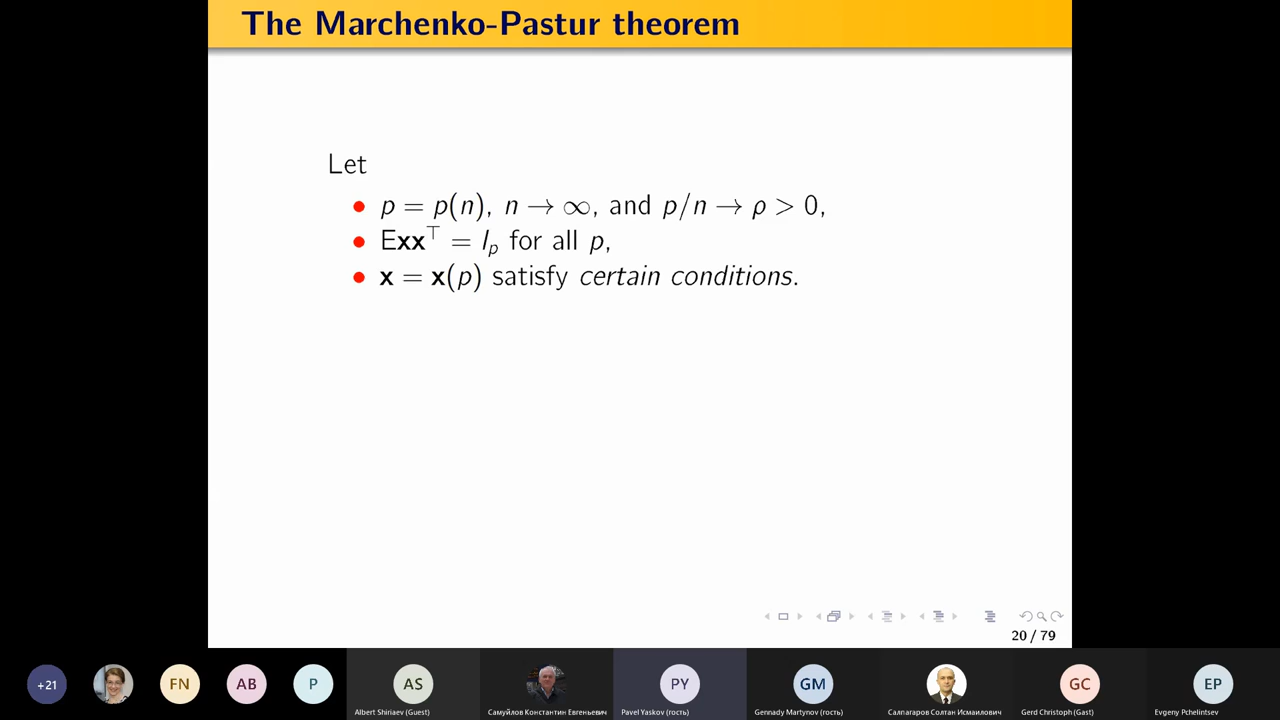 The Marchenko-Pastur theorem
Let
• p = p(n), n → ∞, and p/n → ρ > 0,
• Exx⊤ = Iₚ for all p,
• x = x(p) satisfy certain conditions.
20 / 79
+21
FN
AB
P
AS
PY
GM
GC
EP
Albert Shiriaev (Guest)
Самуйлов Константин Евгеньевич
Pavel Yaskov (гость)
Gennady Martynov (гость)
Салпагаров Солтан Исмаилович
Gerd Christoph (Gast)
Evgeny Pchelintsev